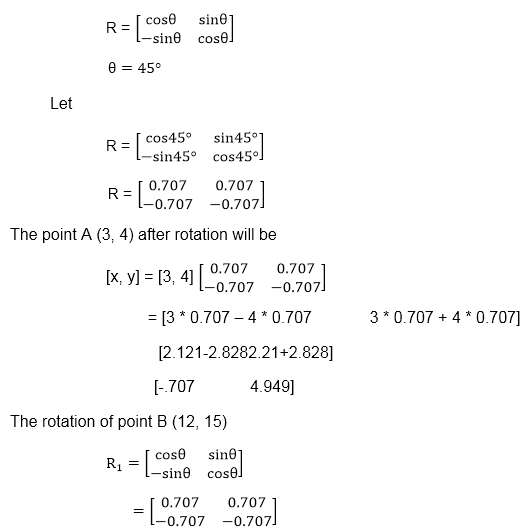 R = [cosθ sinθ
−sinθ cosθ]
θ = 45°
Let
R = [cos45° sin45°
−sin45° cos45°]
R = [0.707 0.707
−0.707 −0.707]
The point A (3, 4) after rotation will be
[x, y] = [3, 4] [0.707 0.707
−0.707 −0.707]
= [3 * 0.707 – 4 * 0.707 3 * 0.707 + 4 * 0.707]
[2.121-2.8282.21+2.828]
[-.707 4.949]
The rotation of point B (12, 15)
R₁ = [cosθ sinθ
−sinθ cosθ]
= [0.707 0.707
−0.707 −0.707]